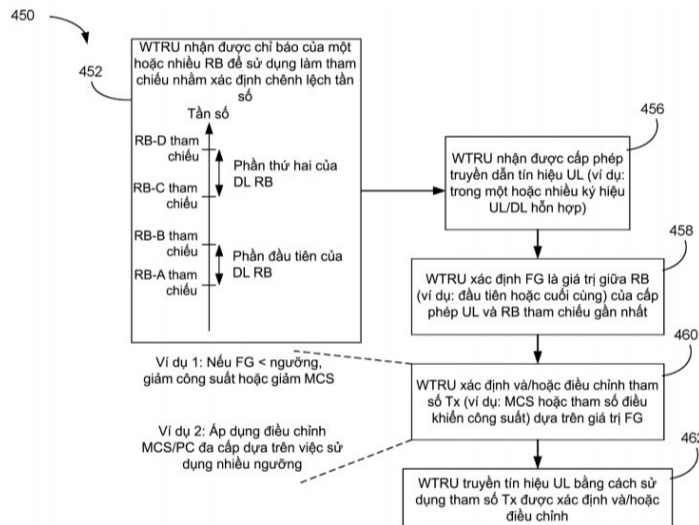 450
452
WTRU nhận được chỉ báo của một
hoặc nhiều RB để sử dụng làm tham
chiếu nhằm xác định chênh lệch tần
số
Tần số
RB-D tham
chiếu
Phần thứ hai của
DL RB
RB-C tham
chiếu
RB-B tham
chiếu
Phần đầu tiên của
DL RB
RB-A tham
chiếu
456
WTRU nhận được cấp phép
truyền dẫn tín hiệu UL (ví dụ:
trong một hoặc nhiều ký hiệu
UL/DL hỗn hợp)
458
WTRU xác định FG là giá trị giữa RB
(ví dụ: đầu tiên hoặc cuối cùng) của cấp
phép UL và RB tham chiếu gần nhất
460
Ví dụ 1: Nếu FG < ngưỡng,
giảm công suất hoặc giảm MCS
WTRU xác định và/hoặc điều chỉnh tham
số Tx (ví dụ: MCS hoặc tham số điều
khiển công suất) dựa trên giá trị FG
Ví dụ 2: Áp dụng điều chỉnh
MCS/PC đa cấp dựa trên việc sử
dụng nhiều ngưỡng
462
WTRU truyền tín hiệu UL bằng cách sử
dụng tham số Tx được xác định và/hoặc
điều chỉnh